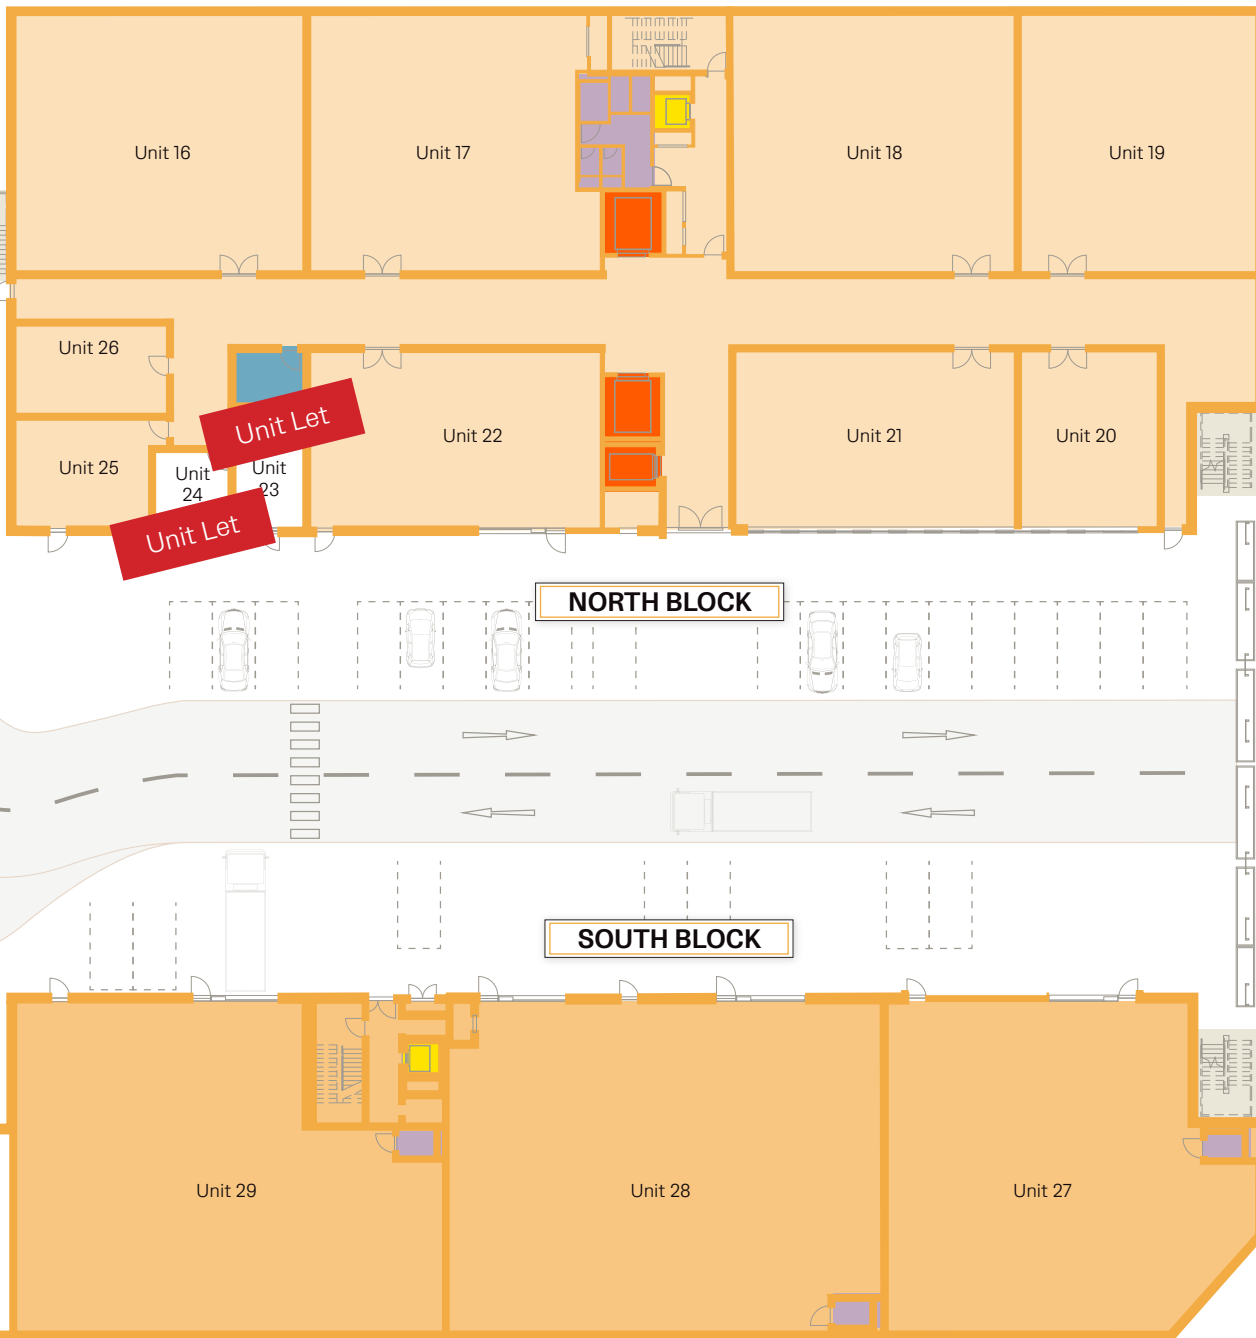 Unit 16
Unit 17
Unit 18
Unit 19
Unit 26
Unit Let
Unit 25
Unit
24
Unit
23
Unit 22
Unit 21
Unit 20
Unit Let
NORTH BLOCK
SOUTH BLOCK
Unit 29
Unit 28
Unit 27